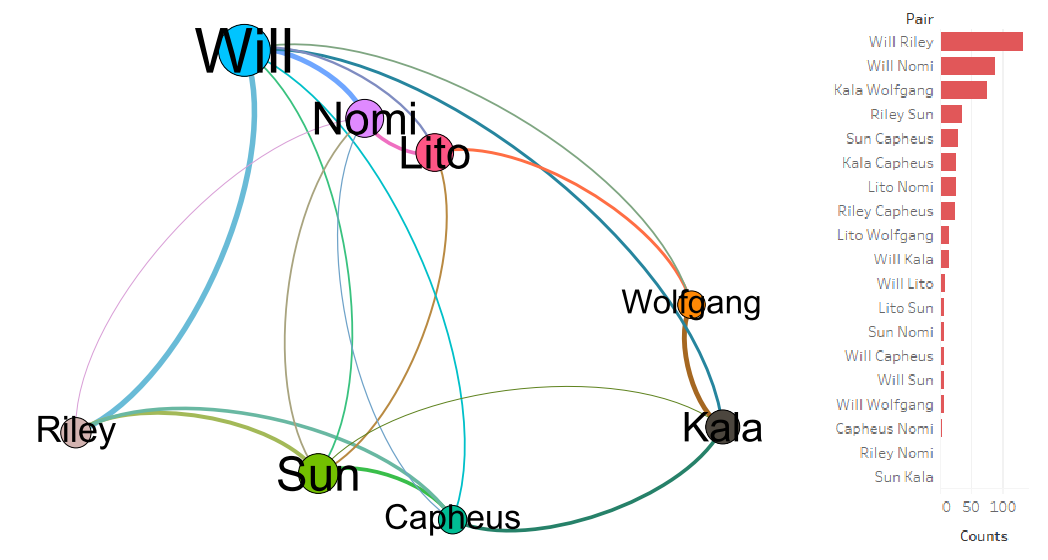 Will
Nomi
Lito
Wolfgang
Riley
Kala
Sun
Capheus
Pair
Will Riley
Will Nomi
Kala Wolfgang
Riley Sun
Sun Capheus
Kala Capheus
Lito Nomi
Riley Capheus
Lito Wolfgang
Will Kala
Will Lito
Lito Sun
Sun Nomi
Will Capheus
Will Sun
Will Wolfgang
Capheus Nomi
Riley Nomi
Sun Kala
0 50 100
Counts